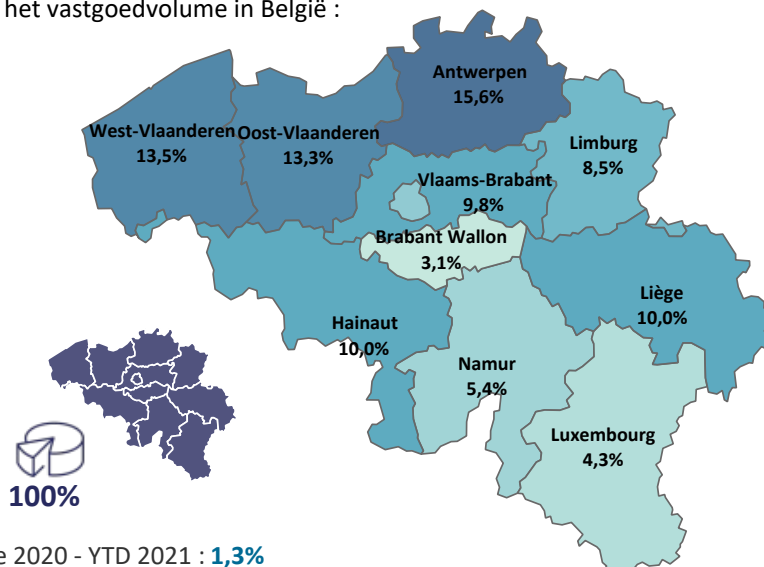 het vastgoedvolume in België :
Antwerpen
15,6%
West-Vlaanderen
13,5%
Oost-Vlaanderen
13,3%
Limburg
8,5%
Vlaams-Brabant
9,8%
Brabant Wallon
3,1%
Liège
10,0%
Hainaut
10,0%
Namur
5,4%
Luxembourg
4,3%
100%
e 2020 - YTD 2021 : 1,3%